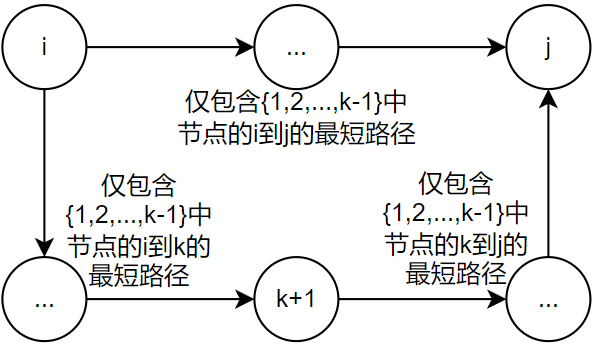 i
...
j
仅包含{1,2,...,k-1}中
节点的i到j的最短路径
仅包含
{1,2,...,k-1}中
节点的i到k的
最短路径
仅包含
{1,2,...,k-1}中
节点的k到j的
最短路径
...
k+1
...